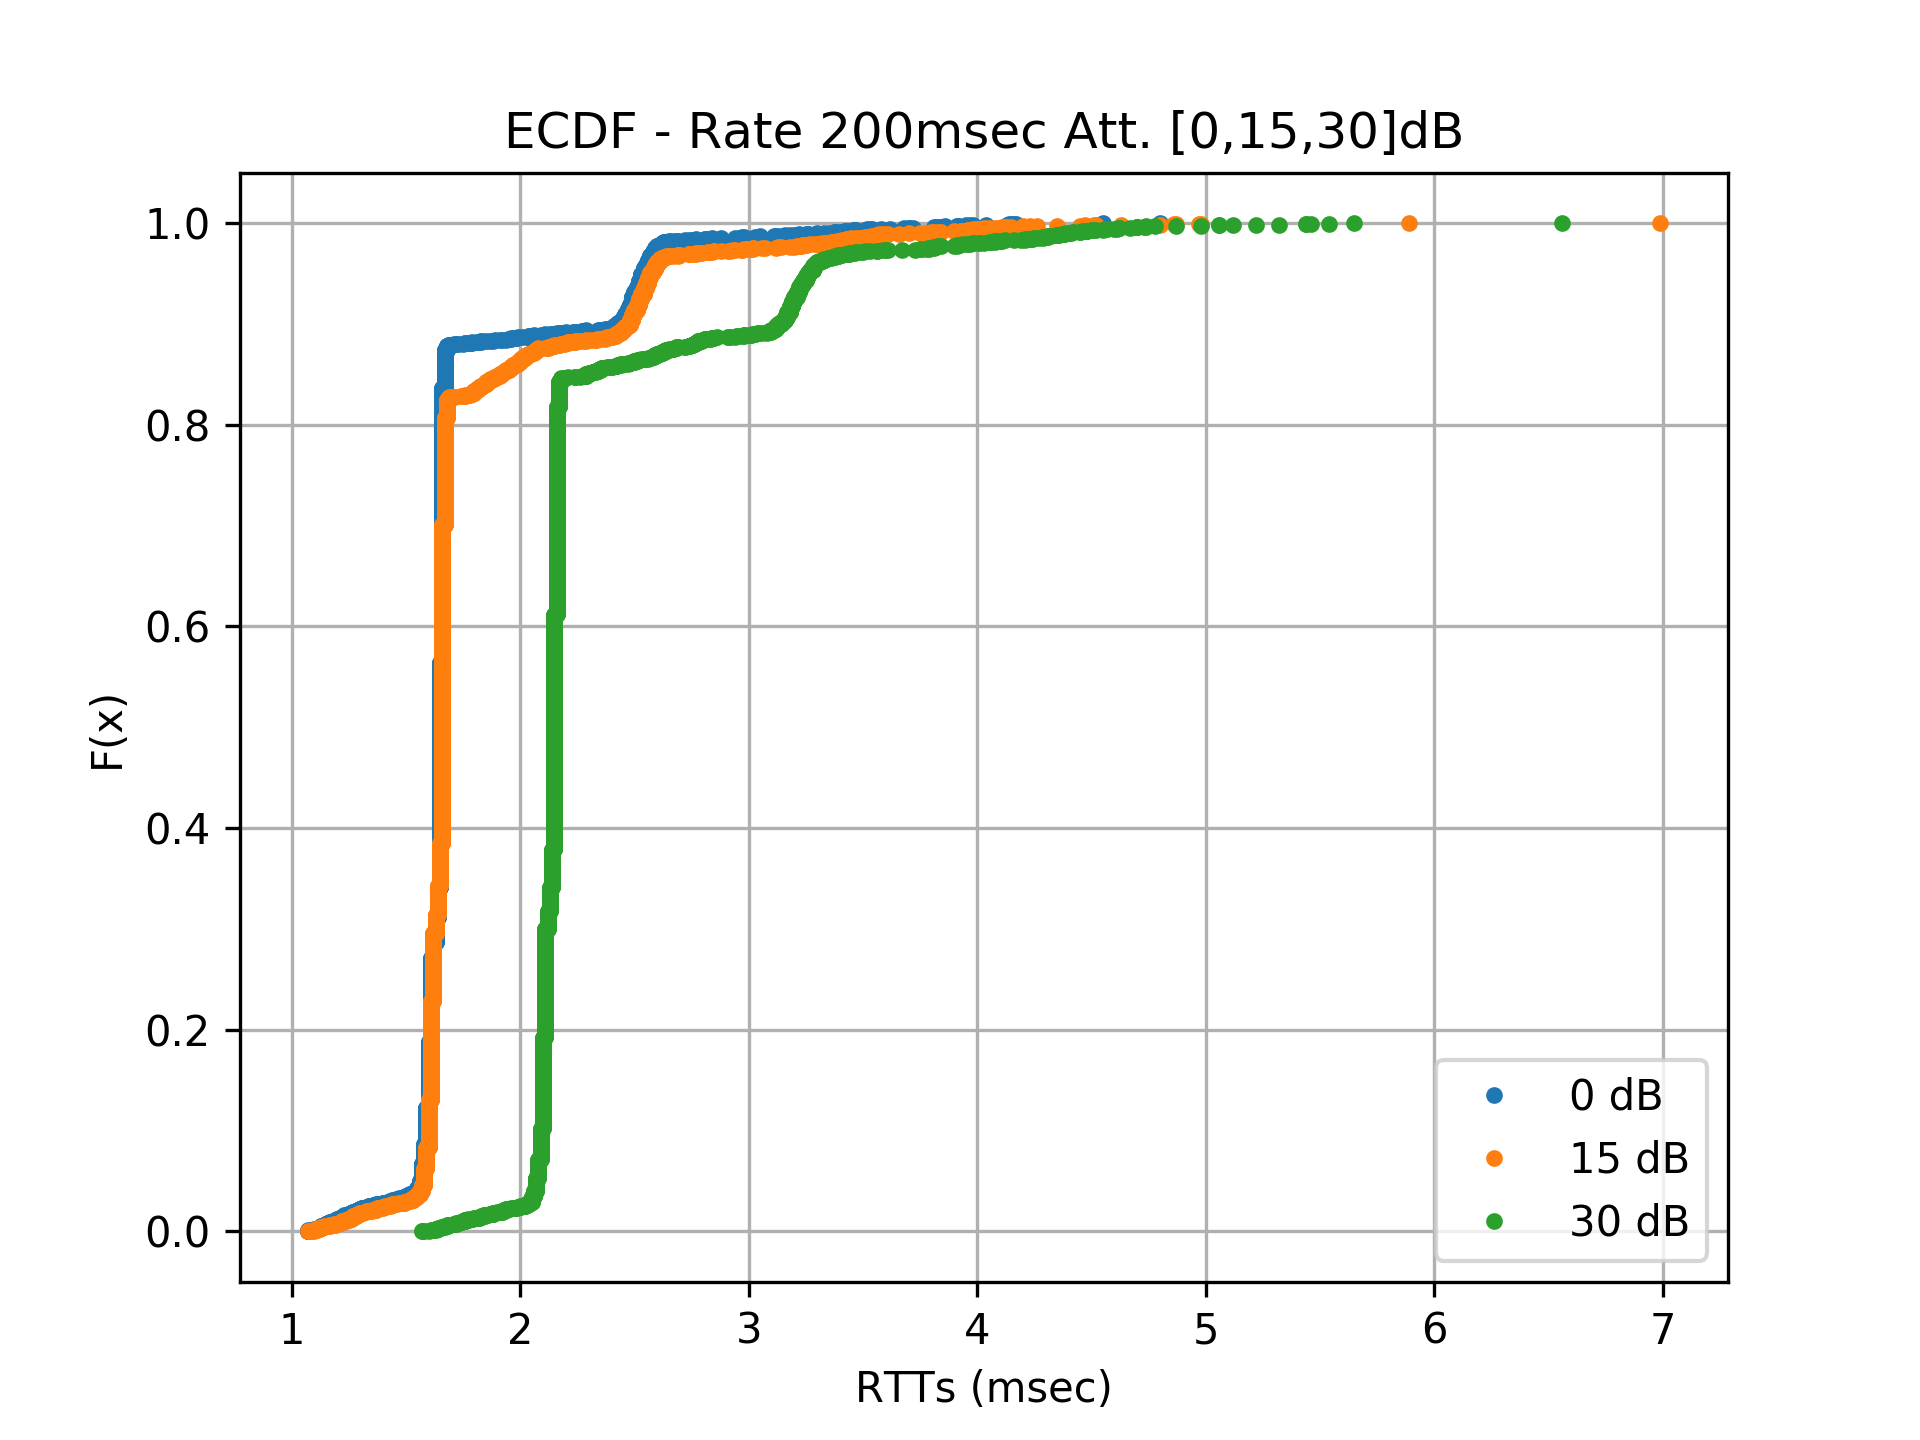 ECDF - Rate 200msec Att. [0,15,30]dB
1.0
0.8
0.6
0.4
0.2
0.0
F(x)
0 dB
15 dB
30 dB
1 2 3 4 5 6 7
RTTs (msec)